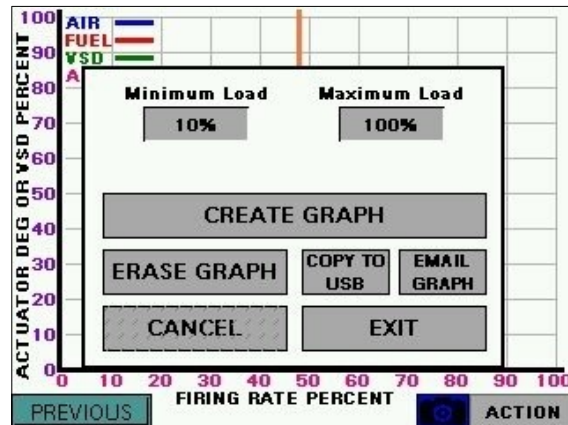 100
AIR
FUEL
VSD
A
90
80
70
60
50
40
30
20
10
0
ACTUATOR DEG OR VSD PERCENT
Minimum Load
Maximum Load
10%
100%
CREATE GRAPH
ERASE GRAPH
COPY TO
USB
EMAIL
GRAPH
CANCEL
EXIT
0 10 20 30 40 50 60 70 80 90 100
FIRING RATE PERCENT
PREVIOUS
ACTION